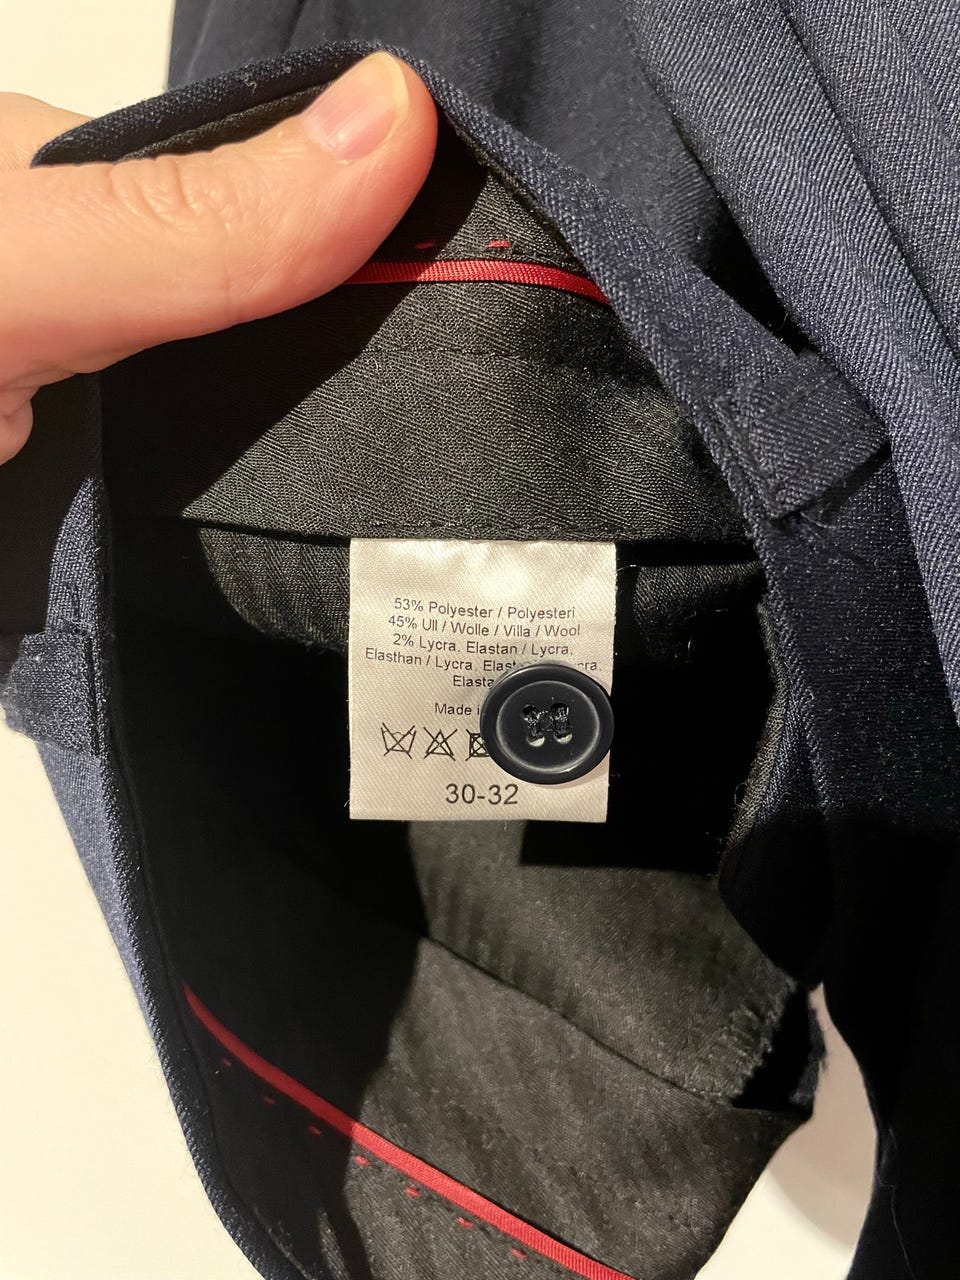 53% Polyester / Polyesteri
45% Ull / Wolle / Villa / Wool
2% Lycra, Elastan / Lycra,
Elasthan / Lycra,
Made
30-32